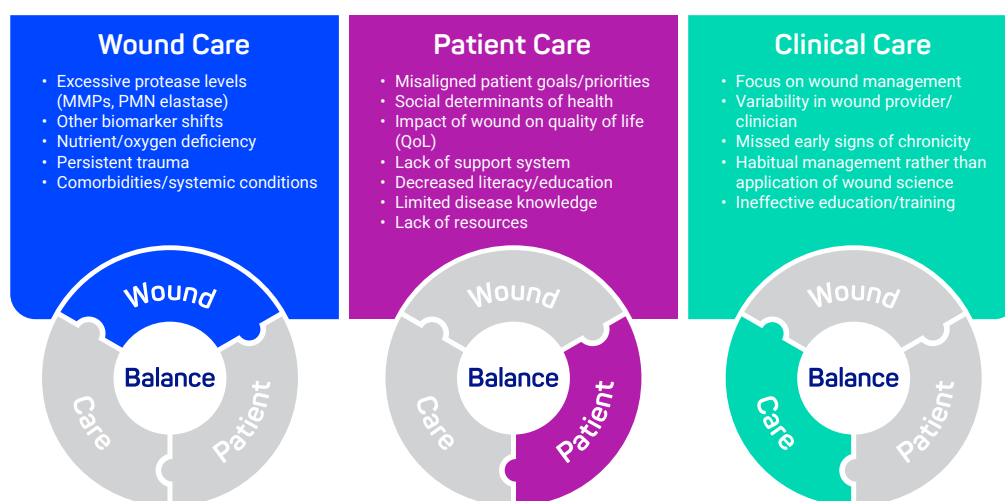 Wound Care
• Excessive protease levels
(MMPs, PMN elastase)
• Other biomarker shifts
• Nutrient/oxygen deficiency
• Persistent trauma
• Comorbidities/systemic conditions
Wound
Balance
Care
Patient
Patient Care
• Misaligned patient goals/priorities
• Social determinants of health
• Impact of wound on quality of life
(QoL)
• Lack of support system
• Decreased literacy/education
• Limited disease knowledge
• Lack of resources
Wound
Balance
Care
Patient
Clinical Care
• Focus on wound management
• Variability in wound provider/
clinician
• Missed early signs of chronicity
• Habitual management rather than
application of wound science
• Ineffective education/training
Wound
Balance
Care
Patient